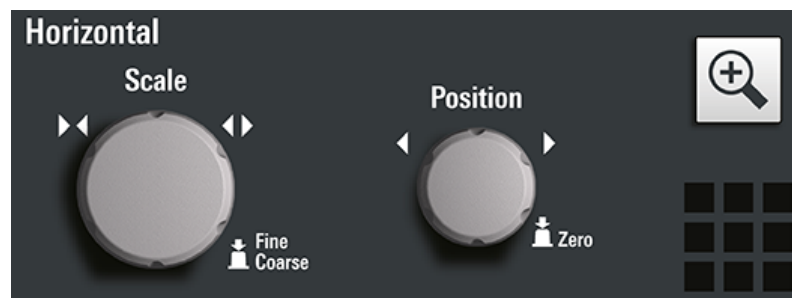 Horizontal
Scale
Position
Fine
Coarse
Zero